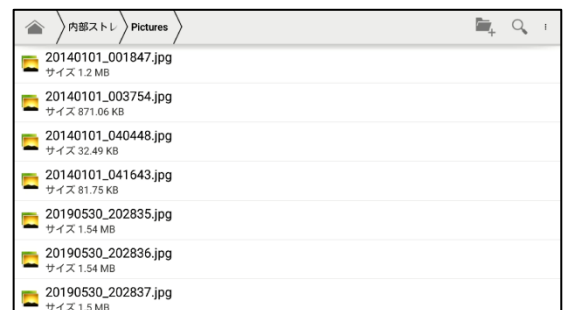 内部ストレ Pictures
20140101_001847.jpg
サイズ 1.2 MB
20140101_003754.jpg
サイズ 871.06 KB
20140101_040448.jpg
サイズ 32.49 KB
20140101_041643.jpg
サイズ 81.75 KB
20190530_202835.jpg
サイズ 1.54 MB
20190530_202836.jpg
サイズ 1.54 MB
20190530_202837.jpg
サイズ 1.5 MB